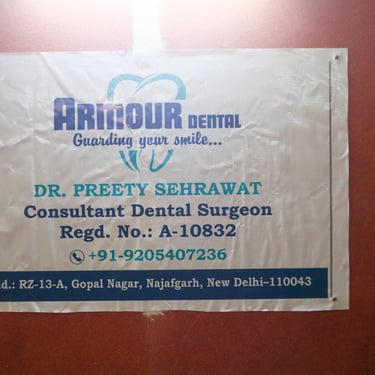 ARMOUR DENTAL
Guarding your smile...
DR. PREETY SEHRAWAT
Consultant Dental Surgeon
Regd. No.: A-10832
+91-9205407236
d.: RZ-13-A, Gopal Nagar, Najafgarh, New Delhi-110043